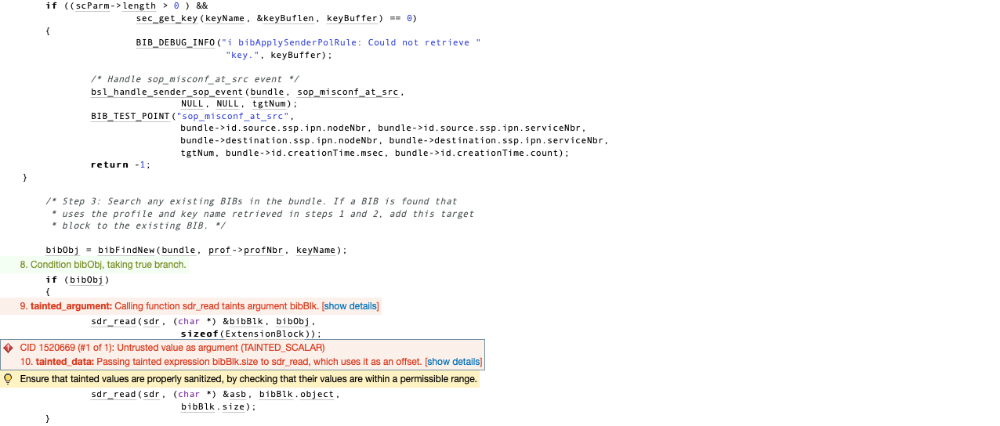 if ((scParm->length > 0 ) &&
sec_get_key(keyName, &keyBuflen, keyBuffer) == 0)
{
BIB_DEBUG_INFO("i bibApplySenderPolRule: Could not retrieve "
"key.", keyBuffer);
/* Handle sop_misconf_at_src event */
bsl_handle_sender_sop_event(bundle, sop_misconf_at_src,
NULL, NULL, tgtNum);
BIB_TEST_POINT("sop_misconf_at_src",
bundle->id.source.ssp.ipn.nodeNbr, bundle->id.source.ssp.ipn.serviceNbr,
bundle->destination.ssp.ipn.nodeNbr, bundle->destination.ssp.ipn.serviceNbr,
tgtNum, bundle->id.creationTime.msec, bundle->id.creationTime.count);
return -1;
}
/* Step 3: Search any existing BIBs in the bundle. If a BIB is found that
* uses the profile and key name retrieved in steps 1 and 2, add this target
* block to the existing BIB. */
bibObj = bibFindNew(bundle, prof->profNbr, keyName);
8. Condition bibObj, taking true branch.
if (bibObj)
{
9. tainted_argument: Calling function sdr_read taints argument bibBlk. [show details]
sdr_read(sdr, (char *) &bibBlk, bibObj,
sizeof(ExtensionBlock));
CID 1520669 (#1 of 1): Untrusted value as argument (TAINTED_SCALAR)
10. tainted_data: Passing tainted expression bibBlk.size to sdr_read, which uses it as an offset. [show details]
Ensure that tainted values are properly sanitized, by checking that their values are within a permissible range.
sdr_read(sdr, (char *) &asb, bibBlk.object,
bibBlk.size);
}